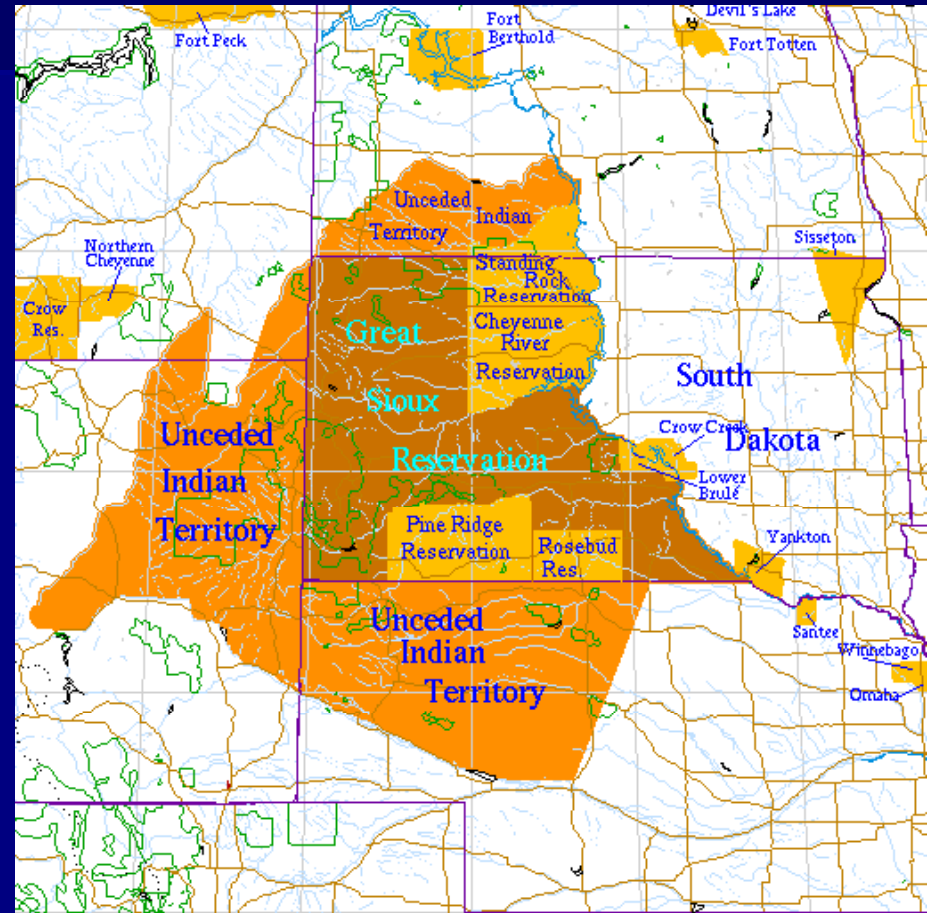 Devil's Lake
Fort Peck
Fort
Berthold
Fort Totten
Unceded
Indian
Territory
Northern
Cheyenne
Sisseton
Standing
Rock
Reservation
Crow
Res.
Great
Cheyenne
River
Reservation
South
Sioux
Crow Creek
Dakota
Unceded
Indian
Territory
Reservation
Lower
Brulé
Pine Ridge
Reservation
Rosebud
Res.
Yankton
Unceded
Indian
Territory
Santee
Winnebago
Omaha